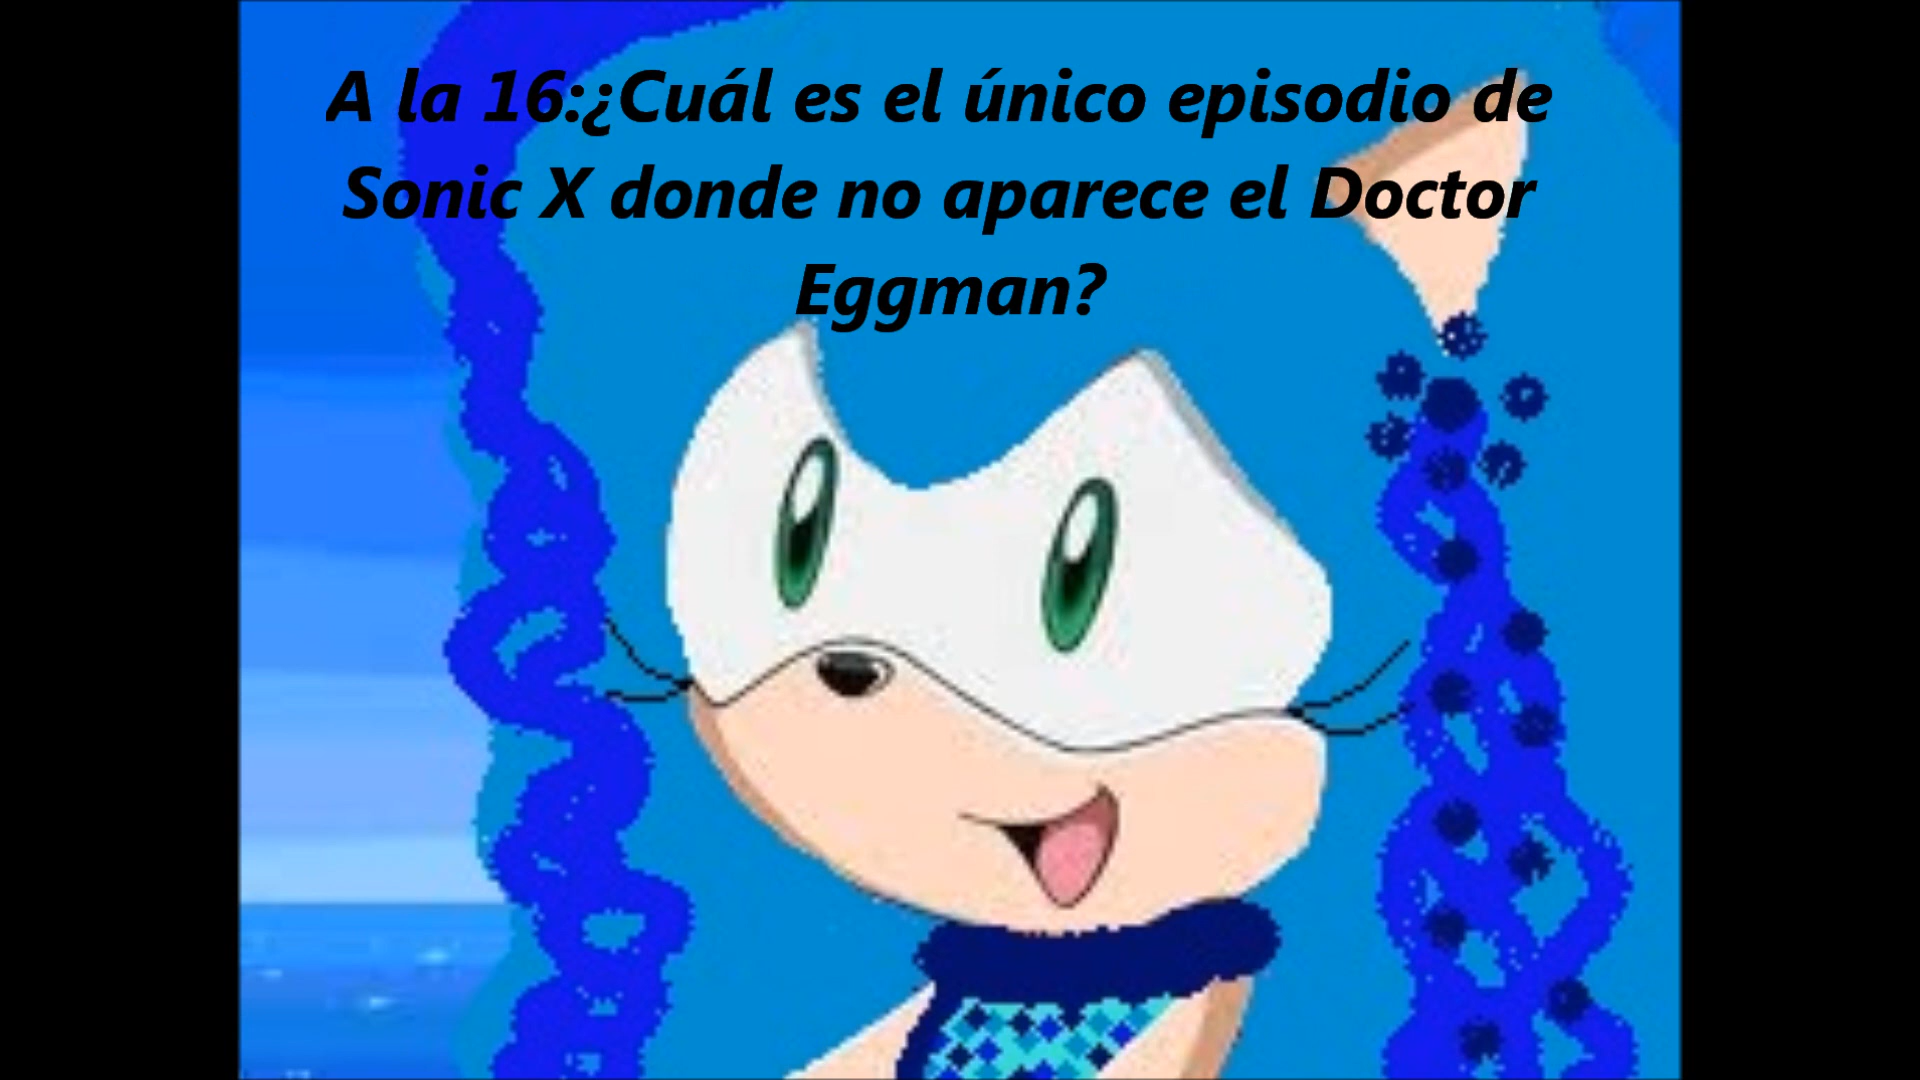 A la 16:¿Cuál es el único episodio de
Sonic X donde no aparece el Doctor
Eggman?